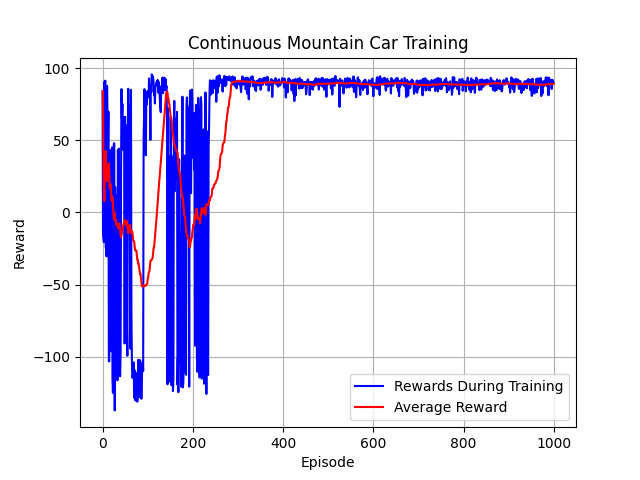 Continuous Mountain Car Training
Reward
100
50
0
−50
−100
0
200
400
600
800
1000
Episode
Rewards During Training
Average Reward